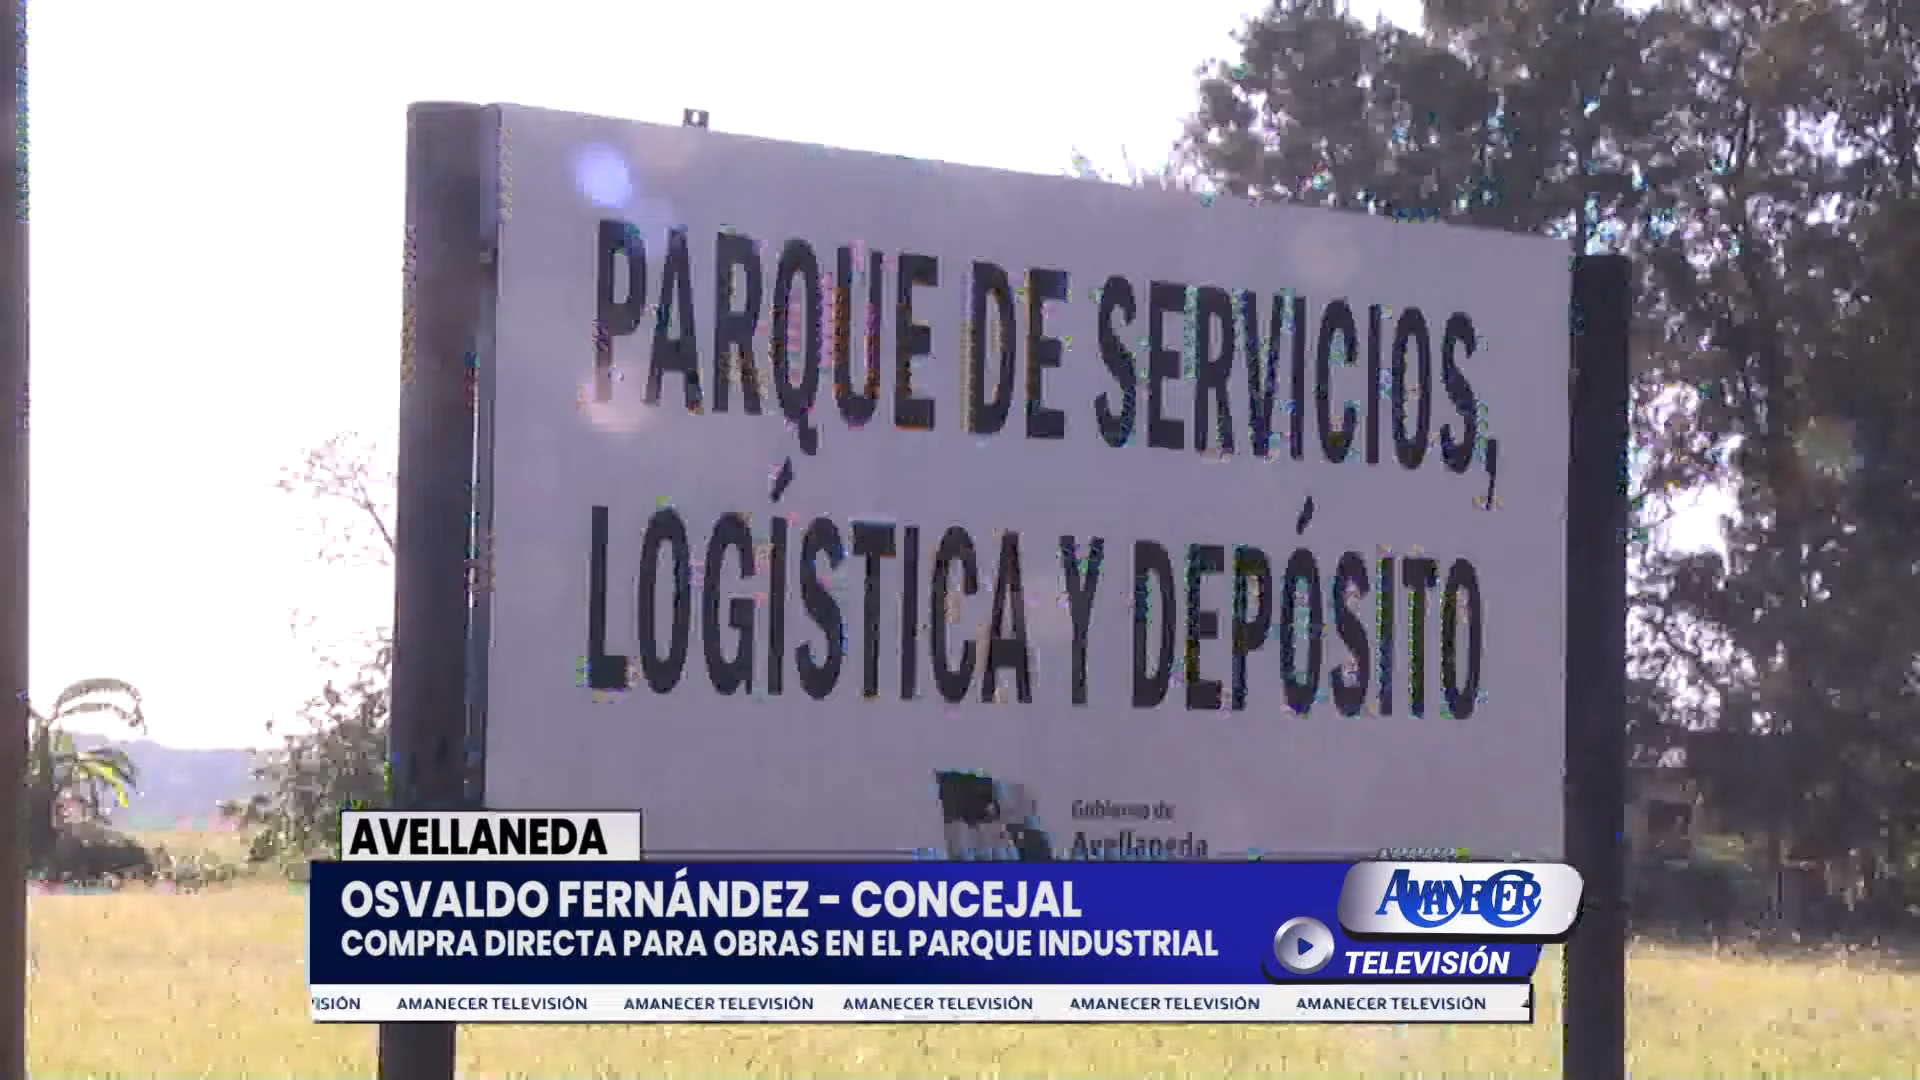 PARQUE DE SERVICIOS,
LOGÍSTICA Y DEPÓSITO
Gobierno de
Avellaneda
AVELLANEDA
OSVALDO FERNÁNDEZ - CONCEJAL
COMPRA DIRECTA PARA OBRAS EN EL PARQUE INDUSTRIAL
AMANECER
TELEVISIÓN
ISIÓN AMANECER TELEVISIÓN AMANECER TELEVISIÓN AMANECER TELEVISIÓN AMANECER TELEVISIÓN AMANECER TELEVISIÓN